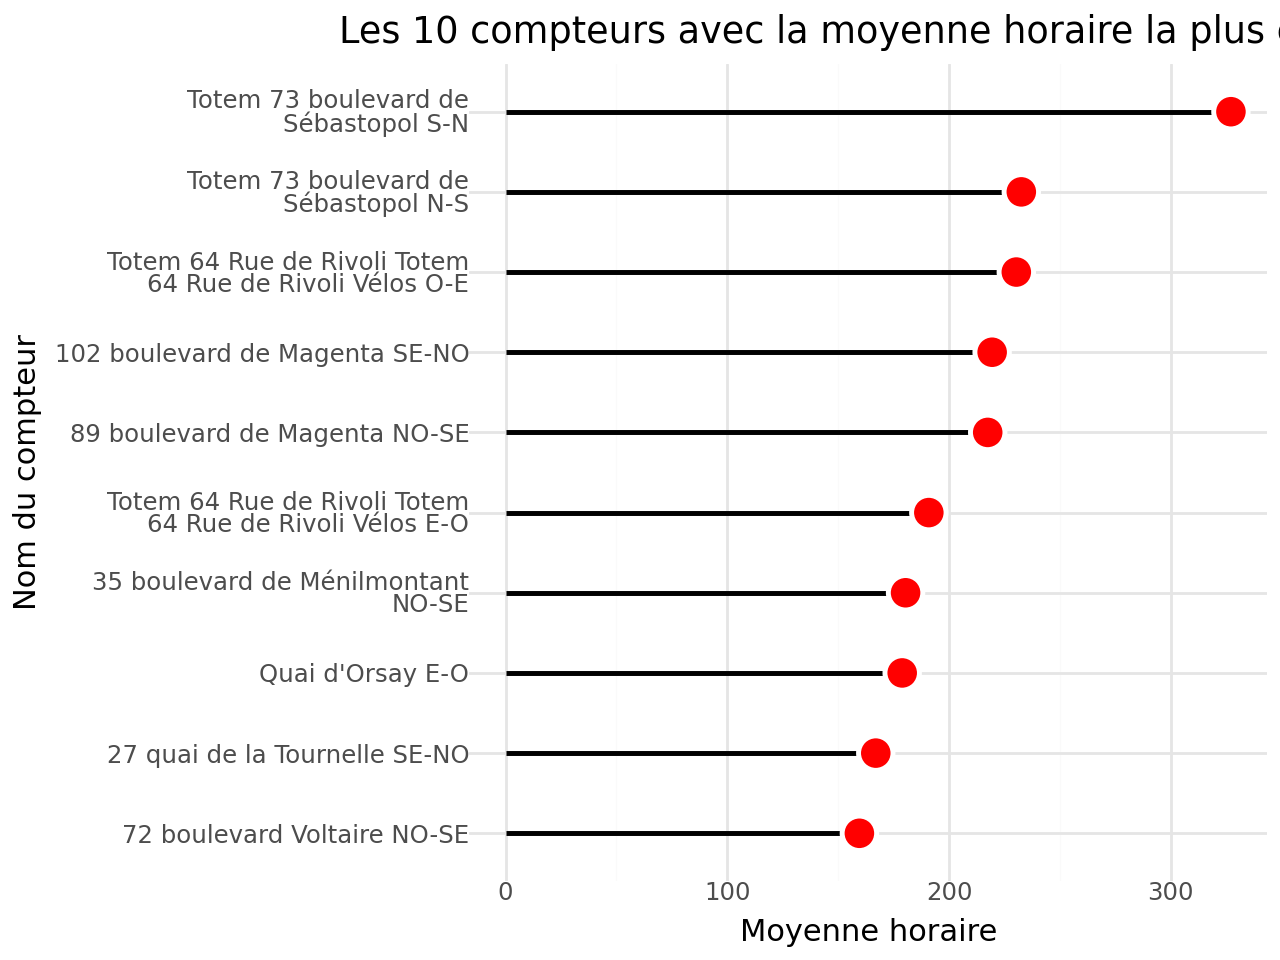 Les 10 compteurs avec la moyenne horaire la plus
Totem 73 boulevard de
Sébastopol S-N
Totem 73 boulevard de
Sébastopol N-S
Totem 64 Rue de Rivoli Totem
64 Rue de Rivoli Vélos O-E
102 boulevard de Magenta SE-NO
89 boulevard de Magenta NO-SE
Totem 64 Rue de Rivoli Totem
64 Rue de Rivoli Vélos E-O
35 boulevard de Ménilmontant
NO-SE
Quai d'Orsay E-O
27 quai de la Tournelle SE-NO
72 boulevard Voltaire NO-SE
Nom du compteur
0 100 200 300
Moyenne horaire